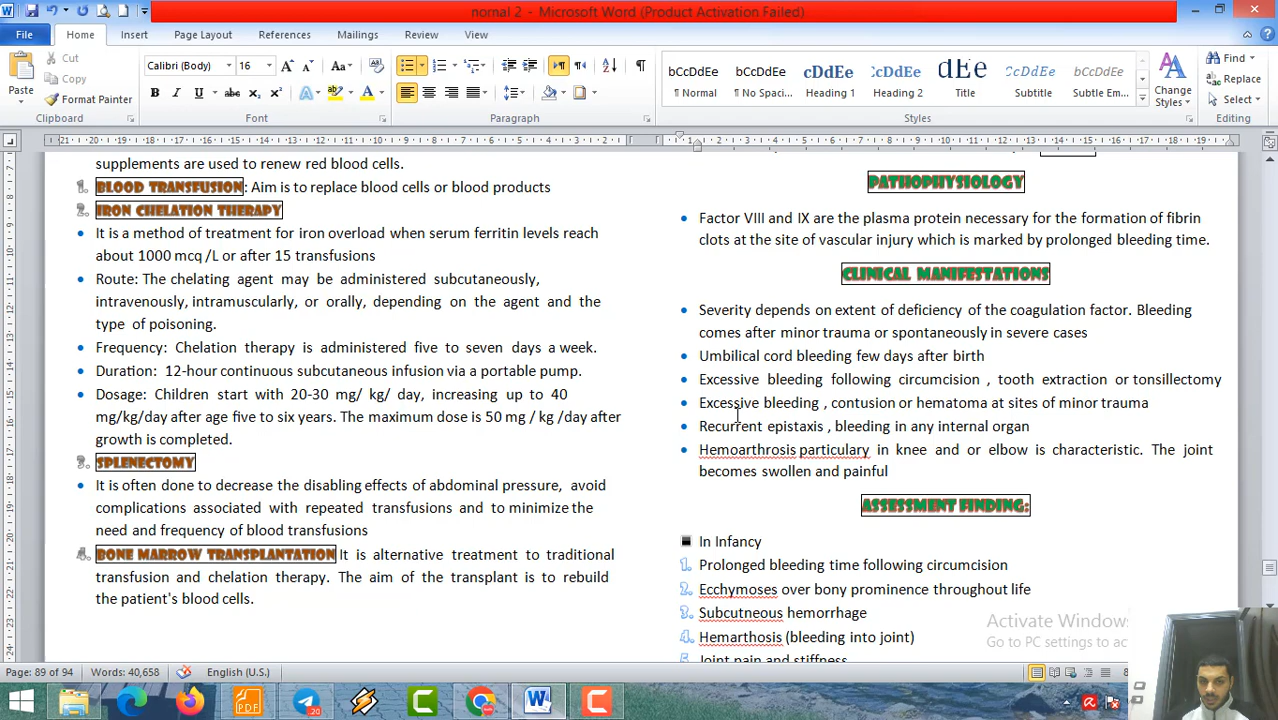 nornal 2 - Microsoft Word (Product Activation Failed)
File Home Insert Page Layout References Mailings Review View
Cut
Copy
Format Painter
Paste
Clipboard
Calibri (Body) 16
Font
Paragraph
bCcDdEe bCcDdEe cDdEe cCcDdEe dEe CcDdEe bCcDdEe
¶ Normal ¶ No Spaci... Heading 1 Heading 2 Title Subtitle Subtle Em...
Styles
Change
Styles
Find
Replace
Select
Editing
supplements are used to renew red blood cells.
1. BLOOD TRANSFUSION: Aim is to replace blood cells or blood products
2. IRON CHELATION THERAPY
It is a method of treatment for iron overload when serum ferritin levels reach
about 1000 mcq /L or after 15 transfusions
Route: The chelating agent may be administered subcutaneously,
intravenously, intramuscularly, or orally, depending on the agent and the
type of poisoning.
Frequency: Chelation therapy is administered five to seven days a week.
Duration: 12-hour continuous subcutaneous infusion via a portable pump.
Dosage: Children start with 20-30 mg/ kg/ day, increasing up to 40
mg/kg/day after age five to six years. The maximum dose is 50 mg / kg /day after
growth is completed.
3. SPLENECTOMY
It is often done to decrease the disabling effects of abdominal pressure, avoid
complications associated with repeated transfusions and to minimize the
need and frequency of blood transfusions
4. BONE MARROW TRANSPLANTATION It is alternative treatment to traditional
transfusion and chelation therapy. The aim of the transplant is to rebuild
the patient's blood cells.
PATHOPHYSIOLOGY
Factor VIII and IX are the plasma protein necessary for the formation of fibrin
clots at the site of vascular injury which is marked by prolonged bleeding time.
CLINICAL MANIFESTATIONS
Severity depends on extent of deficiency of the coagulation factor. Bleeding
comes after minor trauma or spontaneously in severe cases
Umbilical cord bleeding few days after birth
Excessive bleeding following circumcision , tooth extraction or tonsillectomy
Excessive bleeding , contusion or hematoma at sites of minor trauma
Recurrent epistaxis , bleeding in any internal organ
Hemoarthrosis particulary in knee and or elbow is characteristic. The joint
becomes swollen and painful
ASSESSMENT FINDING:
In Infancy
1. Prolonged bleeding time following circumcision
2. Ecchymoses over bony prominence throughout life
3. Subcutneous hemorrhage
4. Hemarthosis (bleeding into joint)
5. Joint pain and stiffness
Activate Windows
Go to PC settings to ac
Page: 89 of 94 Words: 40,658 English (U.S.)